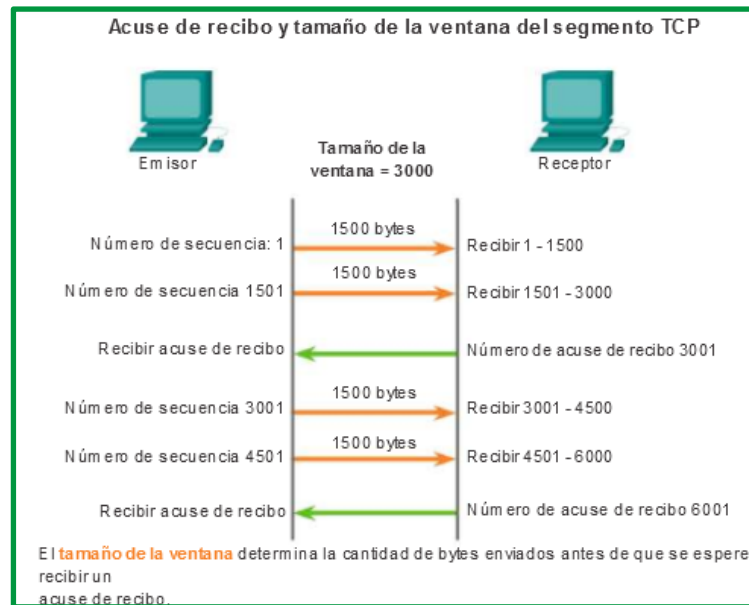 Acuse de recibo y tamaño de la ventana del segmento TCP
Emisor
Tamaño de la
ventana = 3000
Receptor
Número de secuencia: 1
1500 bytes
Recibir 1 - 1500
Número de secuencia 1501
1500 bytes
Recibir 1501 - 3000
Recibir acuse de recibo
Número de acuse de recibo 3001
Número de secuencia 3001
1500 bytes
Recibir 3001 - 4500
Número de secuencia 4501
1500 bytes
Recibir 4501 - 6000
Recibir acuse de recibo
Número de acuse de recibo 6001
El tamaño de la ventana determina la cantidad de bytes enviados antes de que se espere
recibir un
acuse de recibo.